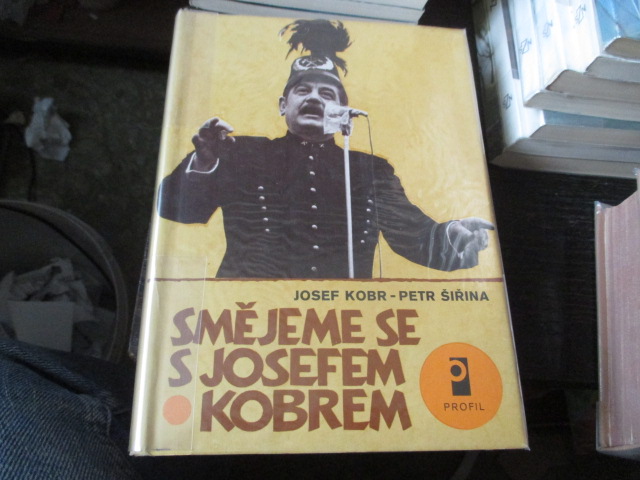 JOSEF KOBR - PETR ŠIŘINA
SMĚJEME SE
S JOSEFEM
KOBREM
PROFIL